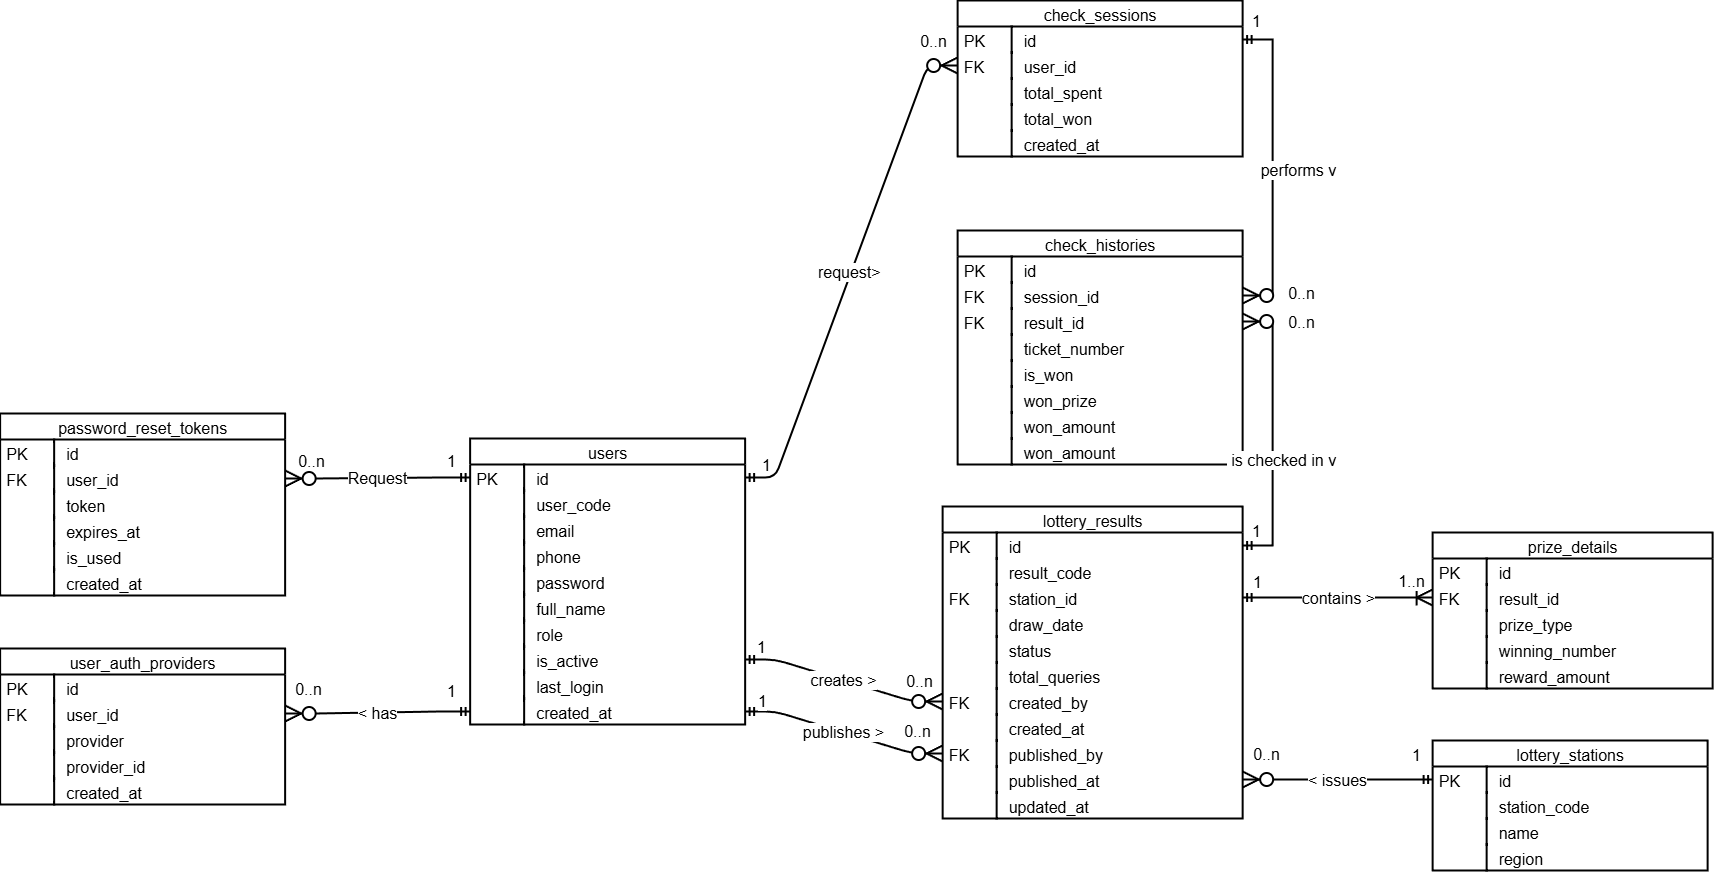 check_sessions
PK id
FK user_id
total_spent
total_won
created_at
0..n
1
request>
performs v
check_histories
PK id
FK session_id
FK result_id
ticket_number
is_won
won_prize
won_amount
won_amount
0..n
0..n
is checked in v
password_reset_tokens
PK id
FK user_id
token
expires_at
is_used
created_at
0..n
Request
1
users
PK id
user_code
email
phone
password
full_name
role
is_active
last_login
created_at
1
user_auth_providers
PK id
FK user_id
provider
provider_id
created_at
0..n
< has
1
1
creates >
0..n
1
publishes >
0..n
lottery_results
PK id
result_code
FK station_id
draw_date
status
total_queries
FK created_by
created_at
FK published_by
published_at
updated_at
1
1
contains >
1..n
prize_details
PK id
FK result_id
prize_type
winning_number
reward_amount
0..n
< issues
1
lottery_stations
PK id
station_code
name
region